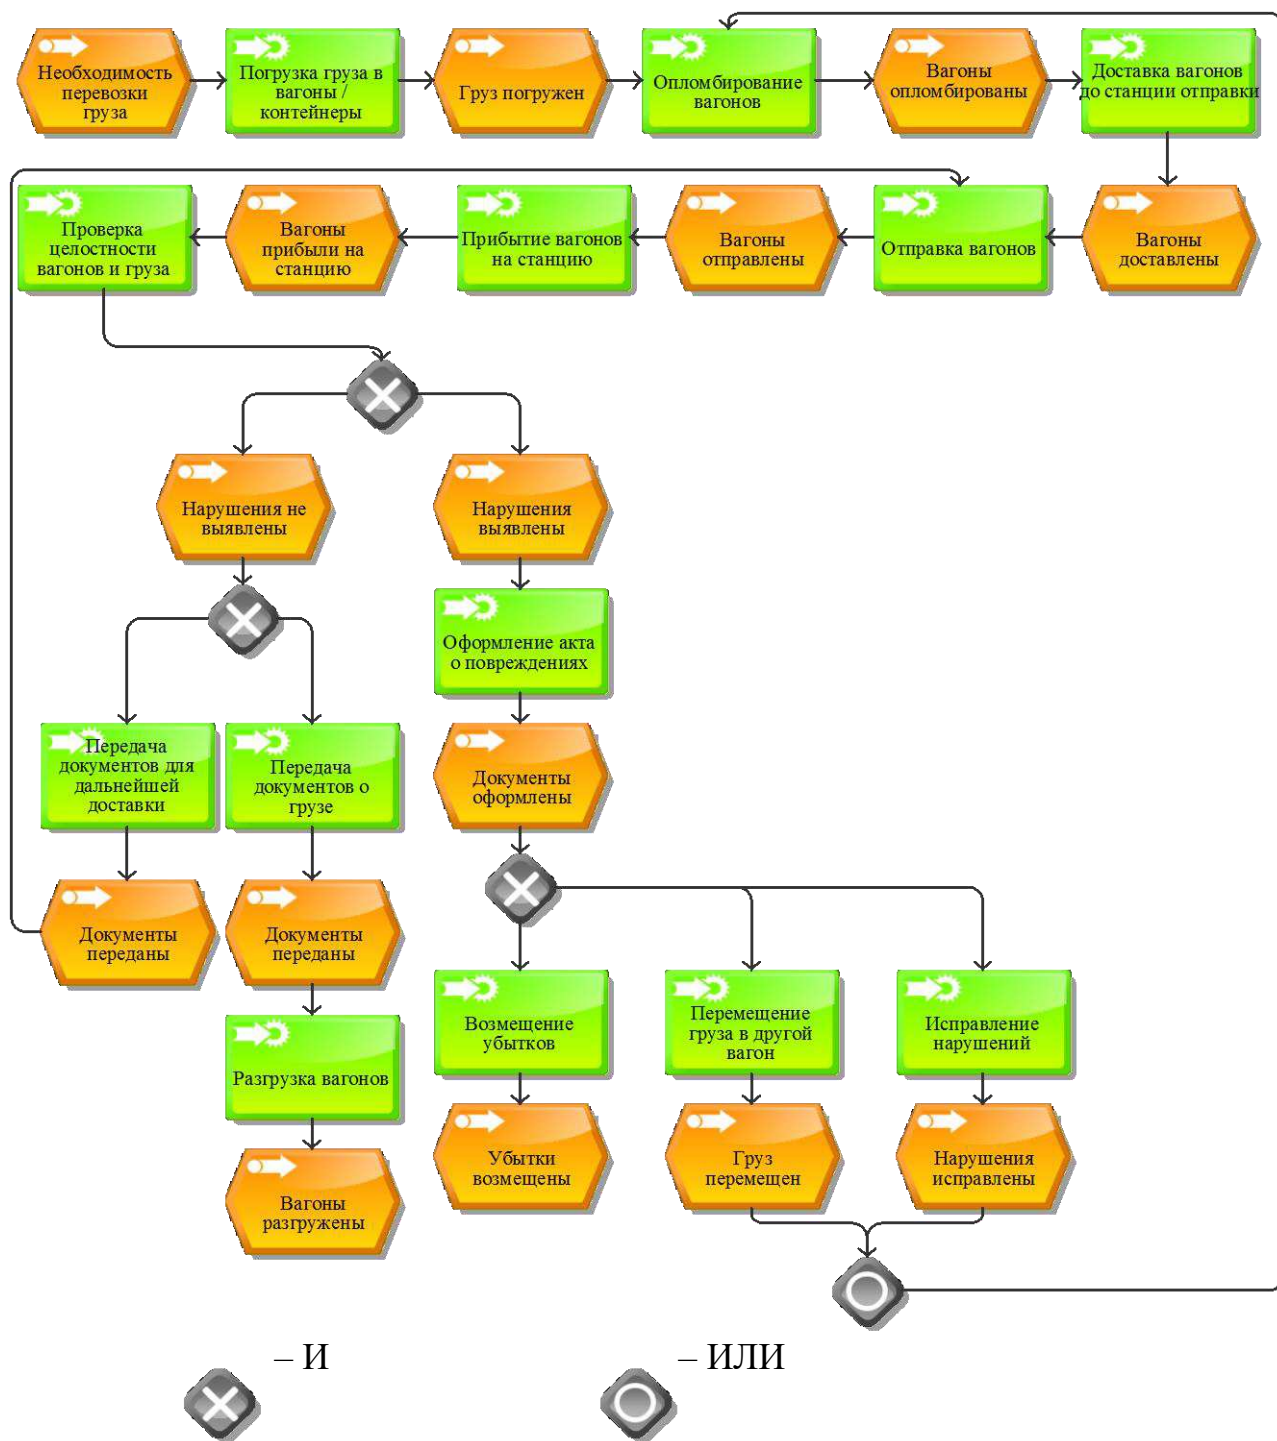 Необходимость
перевозки
груза
Погрузка груза в
вагоны /
контейнеры
Груз погружен
Опломбирование
вагонов
Вагоны
опломбированы
Доставка вагонов
до станции отправки
Проверка
целостности
вагонов и груза
Вагоны
прибыли на
станцию
Прибытие вагонов
на станцию
Вагоны
отправлены
Отправка вагонов
Вагоны
доставлены
Нарушения не
выявлены
Нарушения
выявлены
Оформление акта
о повреждениях
Передача
документов для
дальнейшей
доставки
Передача
документов о
грузе
Документы
оформлены
Документы
переданы
Документы
переданы
Возмещение
убытков
Перемещение
груза в другой
вагон
Исправление
нарушений
Разгрузка вагонов
Убытки
возмещены
Груз
перемещен
Нарушения
исправлены
Вагоны
разгружены
– И
– ИЛИ